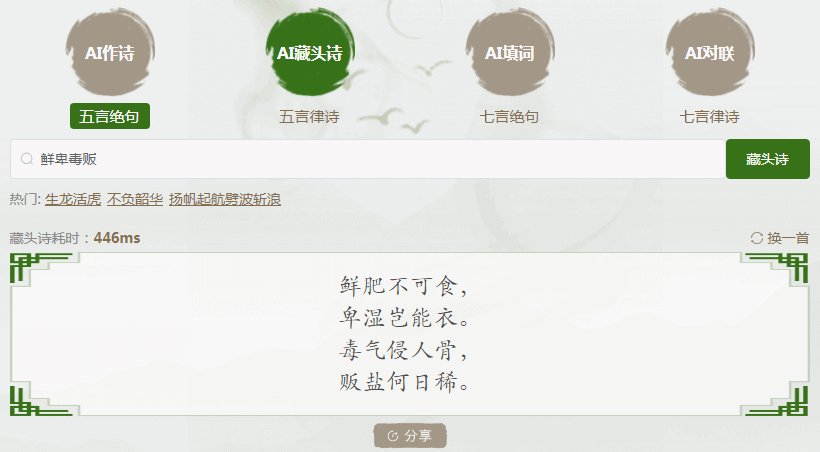 AI作诗 AI藏头诗 AI填词 AI对联
五言绝句 五言律诗 七言绝句 七言律诗
鲜卑毒贩 藏头诗
热门: 生龙活虎 不负韶华 扬帆起航劈波斩浪
藏头诗耗时：446ms 换一首
鲜肥不可食，
卑湿岂能衣。
毒气侵人骨，
贩盐何日稀。
分享